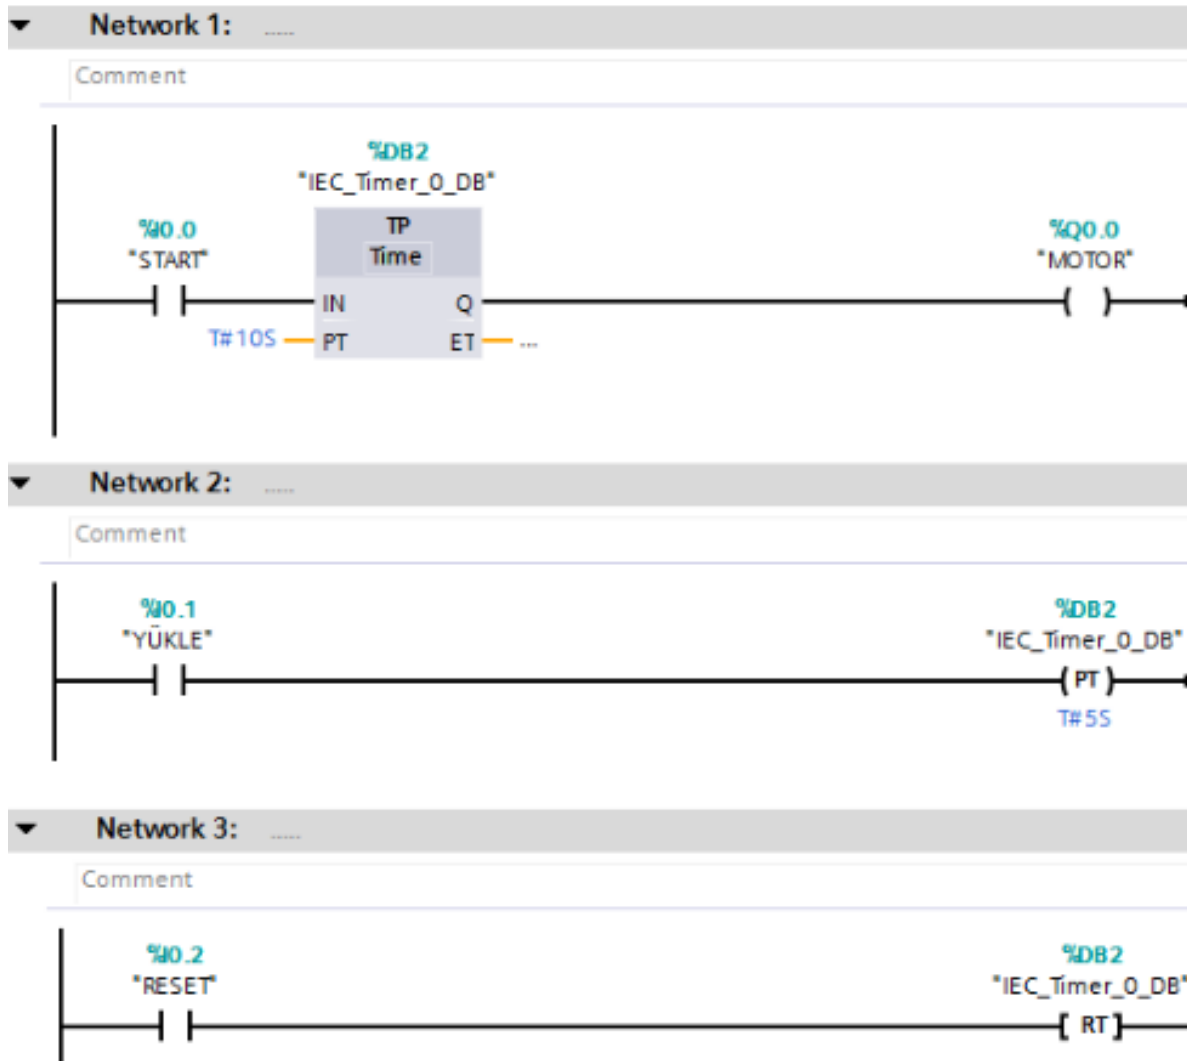 Network 1: ......
Comment
%DB2
"IEC_Timer_0_DB"
%I0.0
"START"
TP
Time
%Q0.0
"MOTOR"
IN Q
T#10S PT ET ...
Network 2: ......
Comment
%I0.1
"YÜKLE"
%DB2
"IEC_Timer_0_DB"
( PT )
T#5S
Network 3: ......
Comment
%I0.2
"RESET"
%DB2
"IEC_Timer_0_DB"
[ RT ]